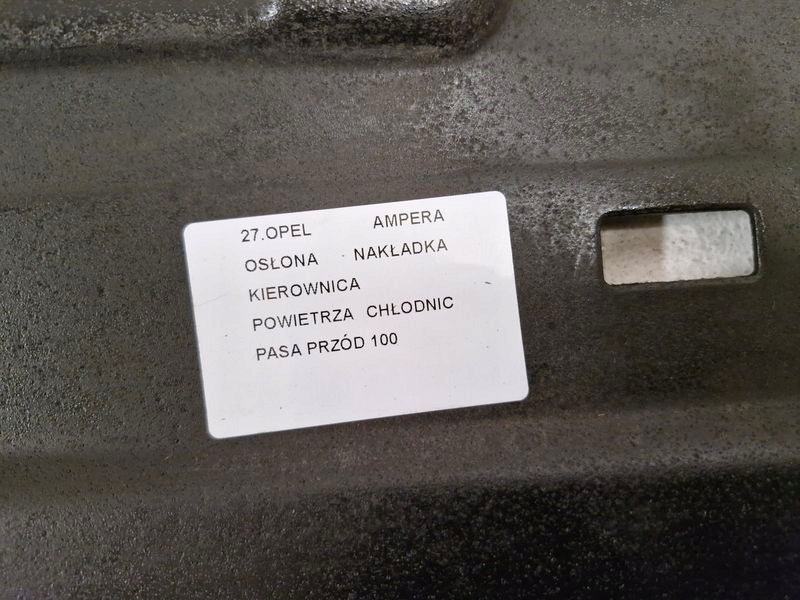 27.OPEL AMPERA
OSŁONA NAKŁADKA
KIEROWNICA
POWIETRZA CHŁODNIC
PASA PRZÓD 100